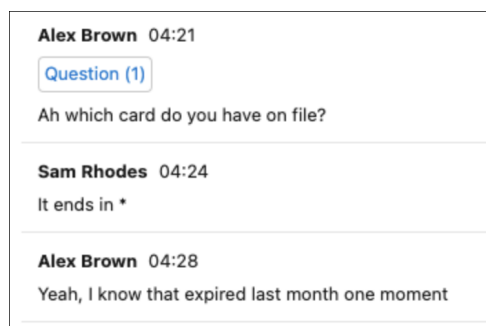 Alex Brown 04:21
Question (1)
Ah which card do you have on file?
Sam Rhodes 04:24
It ends in *
Alex Brown 04:28
Yeah, I know that expired last month one moment